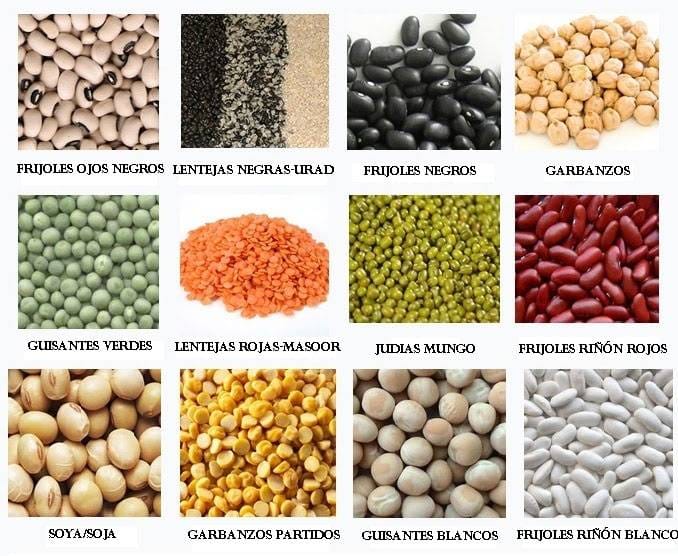 FRIJOLES OJOS NEGROS
LENTEJAS NEGRAS-URAD
FRIJOLES NEGROS
GARBANZOS
GUISANTES VERDES
LENTEJAS ROJAS-MASOOR
JUDIAS MUNGO
FRIJOLES RIÑÓN ROJOS
SOYA/SOJA
GARBANZOS PARTIDOS
GUISANTES BLANCOS
FRIJOLES RIÑÓN BLANCO